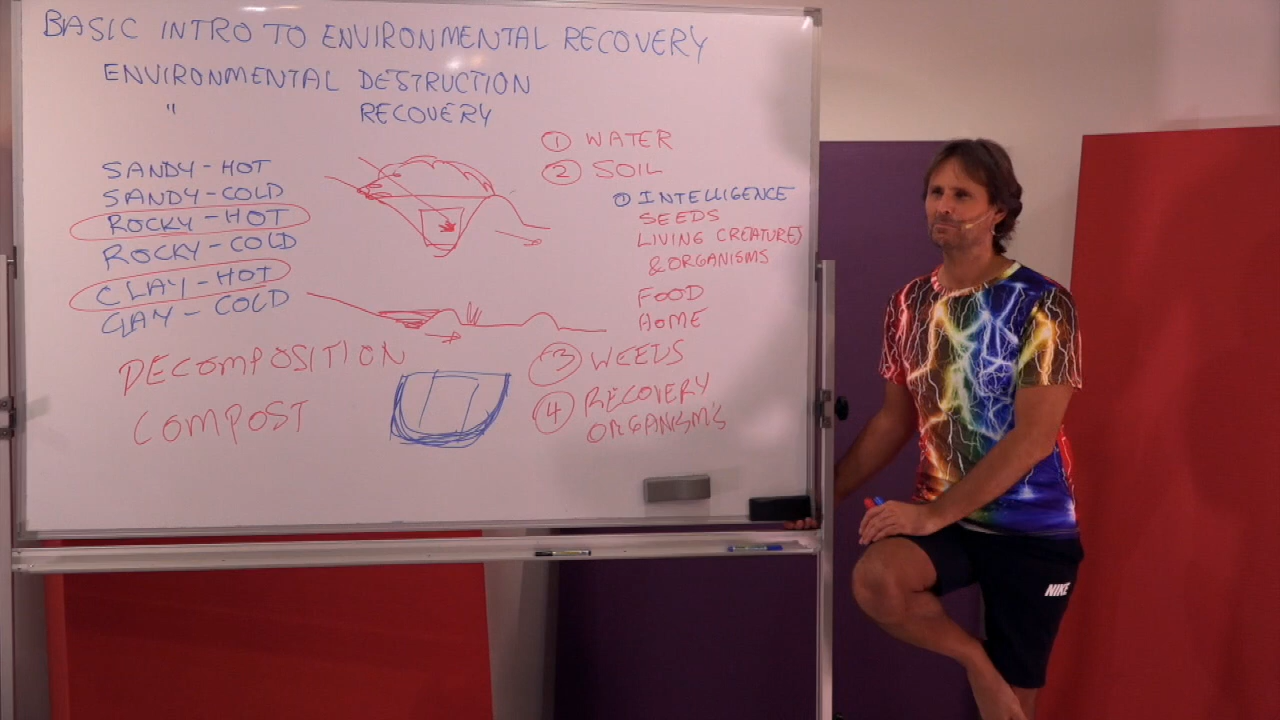 BASIC INTRO TO ENVIRONMENTAL RECOVERY
ENVIRONMENTAL DESTRUCTION
" RECOVERY
SANDY - HOT
SANDY - COLD
ROCKY - HOT
ROCKY - COLD
CLAY - HOT
CLAY - COLD
DECOMPOSITION
COMPOST
1 WATER
2 SOIL
1 INTELLIGENCE
SEEDS
LIVING CREATURES
& ORGANISMS
FOOD
HOME
3 WEEDS
4 RECOVERY
ORGANISM'S
NIKE